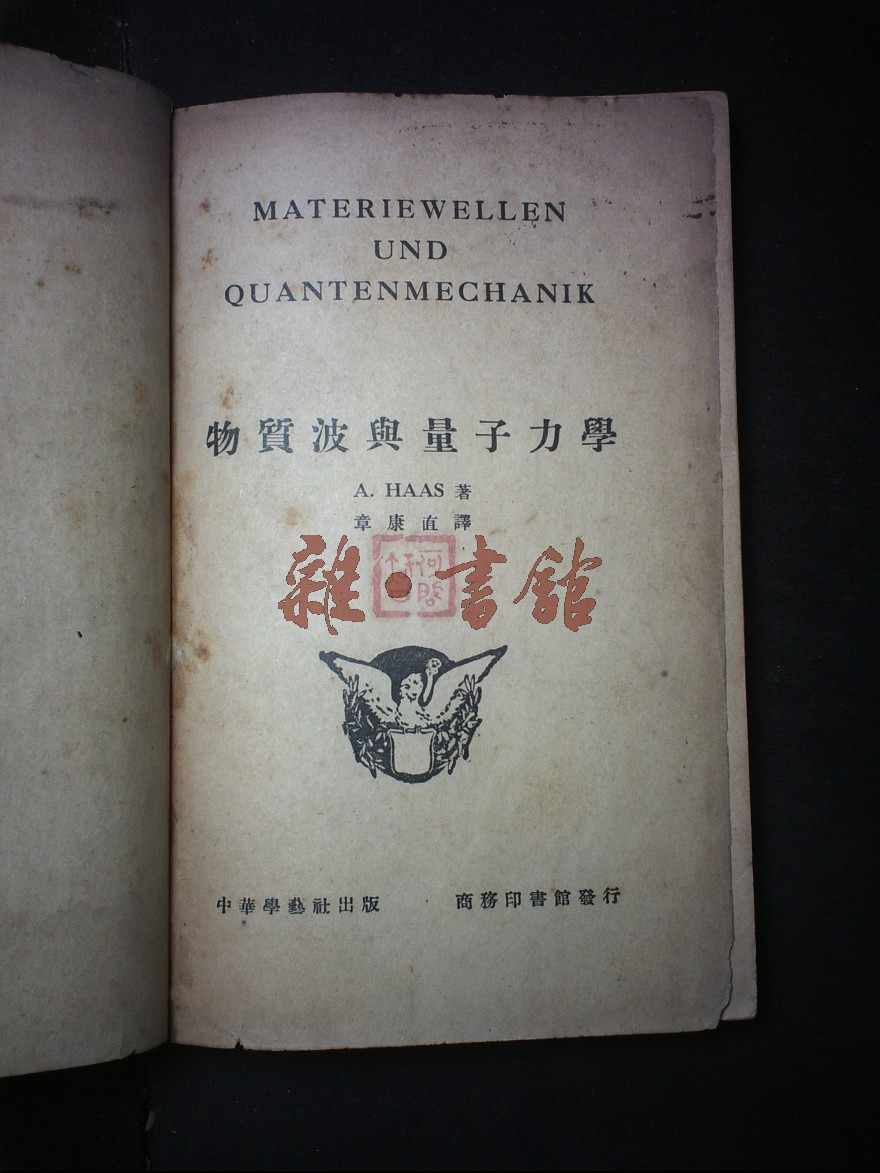 MATERIEWELLEN
UND
QUANTENMECHANIK
物質波與量子力學
A. HAAS 著
章康直譯
雜·書館
中華學藝社出版 商務印書館發行